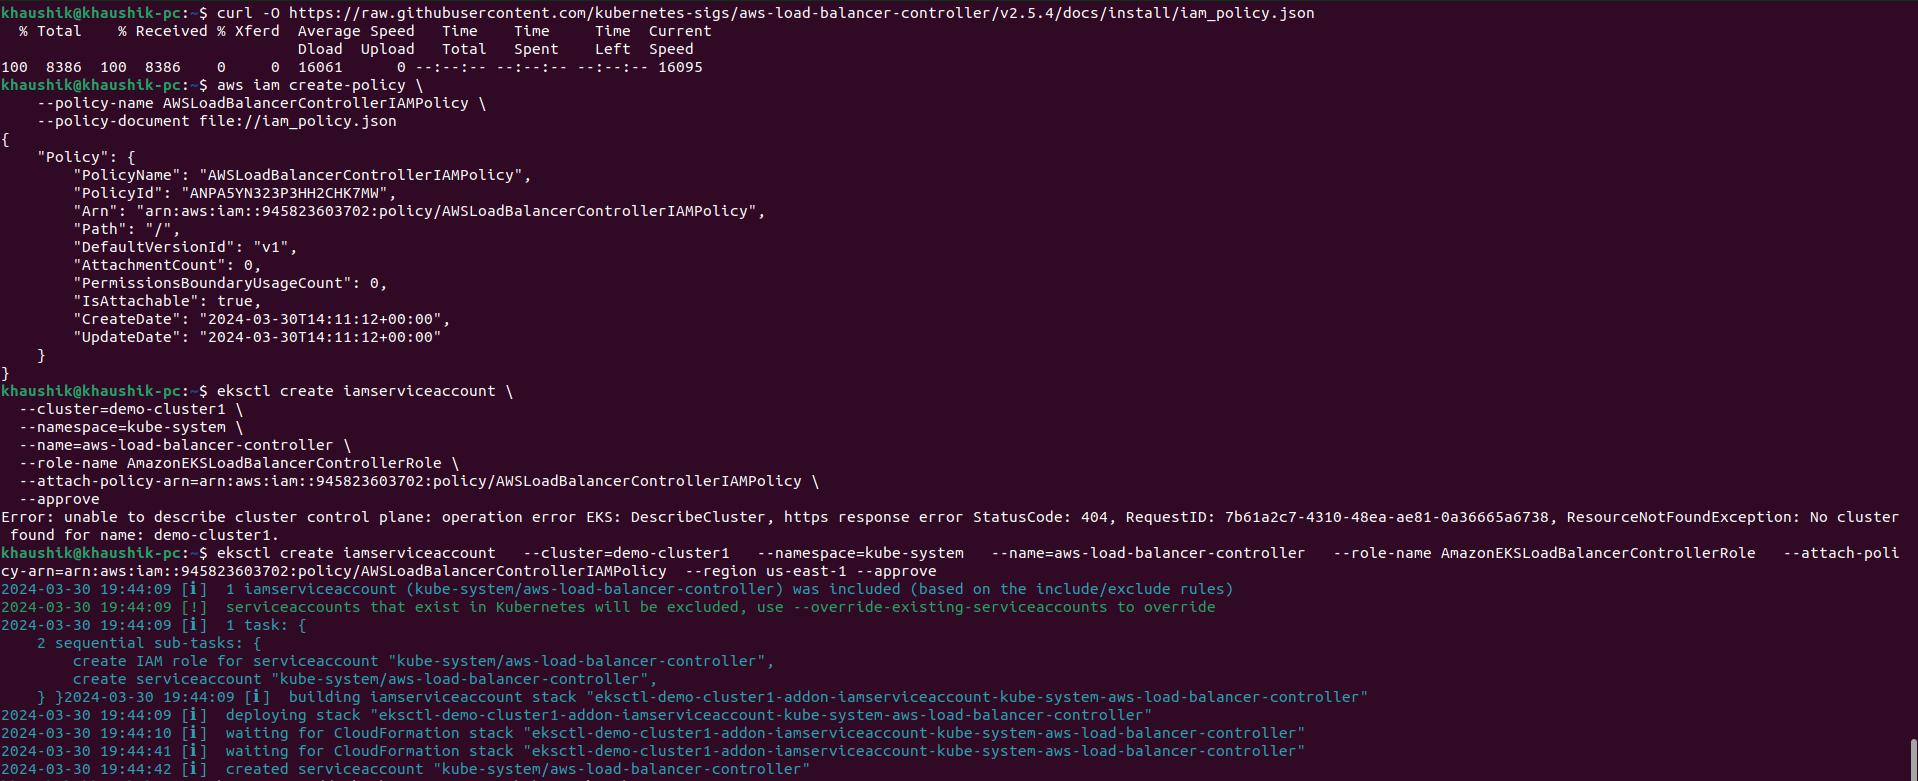 khaushik@khaushik-pc:~$ curl -O https://raw.githubusercontent.com/kubernetes-sigs/aws-load-balancer-controller/v2.5.4/docs/install/iam_policy.json
  % Total    % Received % Xferd  Average Speed   Time    Time     Time  Current
                                 Dload  Upload   Total   Spent    Left  Speed
100  8386  100  8386    0     0  16061      0 --:--:-- --:--:-- --:--:-- 16095
khaushik@khaushik-pc:~$ aws iam create-policy \
    --policy-name AWSLoadBalancerControllerIAMPolicy \
    --policy-document file://iam_policy.json
{
    "Policy": {
        "PolicyName": "AWSLoadBalancerControllerIAMPolicy",
        "PolicyId": "ANPA5YN323P3HH2CHK7MW",
        "Arn": "arn:aws:iam::945823603702:policy/AWSLoadBalancerControllerIAMPolicy",
        "Path": "/",
        "DefaultVersionId": "v1",
        "AttachmentCount": 0,
        "PermissionsBoundaryUsageCount": 0,
        "IsAttachable": true,
        "CreateDate": "2024-03-30T14:11:12+00:00",
        "UpdateDate": "2024-03-30T14:11:12+00:00"
    }
}
khaushik@khaushik-pc:~$ eksctl create iamserviceaccount \
  --cluster=demo-cluster1 \
  --namespace=kube-system \
  --name=aws-load-balancer-controller \
  --role-name AmazonEKSLoadBalancerControllerRole \
  --attach-policy-arn=arn:aws:iam::945823603702:policy/AWSLoadBalancerControllerIAMPolicy \
  --approve
Error: unable to describe cluster control plane: operation error EKS: DescribeCluster, https response error StatusCode: 404, RequestID: 7b61a2c7-4310-48ea-ae81-0a36665a6738, ResourceNotFoundException: No cluster
 found for name: demo-cluster1.
khaushik@khaushik-pc:~$ eksctl create iamserviceaccount   --cluster=demo-cluster1   --namespace=kube-system   --name=aws-load-balancer-controller   --role-name AmazonEKSLoadBalancerControllerRole   --attach-poli
cy-arn=arn:aws:iam::945823603702:policy/AWSLoadBalancerControllerIAMPolicy  --region us-east-1 --approve
2024-03-30 19:44:09 [ℹ]  1 iamserviceaccount (kube-system/aws-load-balancer-controller) was included (based on the include/exclude rules)
2024-03-30 19:44:09 [!]  serviceaccounts that exist in Kubernetes will be excluded, use --override-existing-serviceaccounts to override
2024-03-30 19:44:09 [ℹ]  1 task: {
    2 sequential sub-tasks: {
        create IAM role for serviceaccount "kube-system/aws-load-balancer-controller",
        create serviceaccount "kube-system/aws-load-balancer-controller",
    } }2024-03-30 19:44:09 [ℹ]  building iamserviceaccount stack "eksctl-demo-cluster1-addon-iamserviceaccount-kube-system-aws-load-balancer-controller"
2024-03-30 19:44:09 [ℹ]  deploying stack "eksctl-demo-cluster1-addon-iamserviceaccount-kube-system-aws-load-balancer-controller"
2024-03-30 19:44:10 [ℹ]  waiting for CloudFormation stack "eksctl-demo-cluster1-addon-iamserviceaccount-kube-system-aws-load-balancer-controller"
2024-03-30 19:44:41 [ℹ]  waiting for CloudFormation stack "eksctl-demo-cluster1-addon-iamserviceaccount-kube-system-aws-load-balancer-controller"
2024-03-30 19:44:42 [ℹ]  created serviceaccount "kube-system/aws-load-balancer-controller"